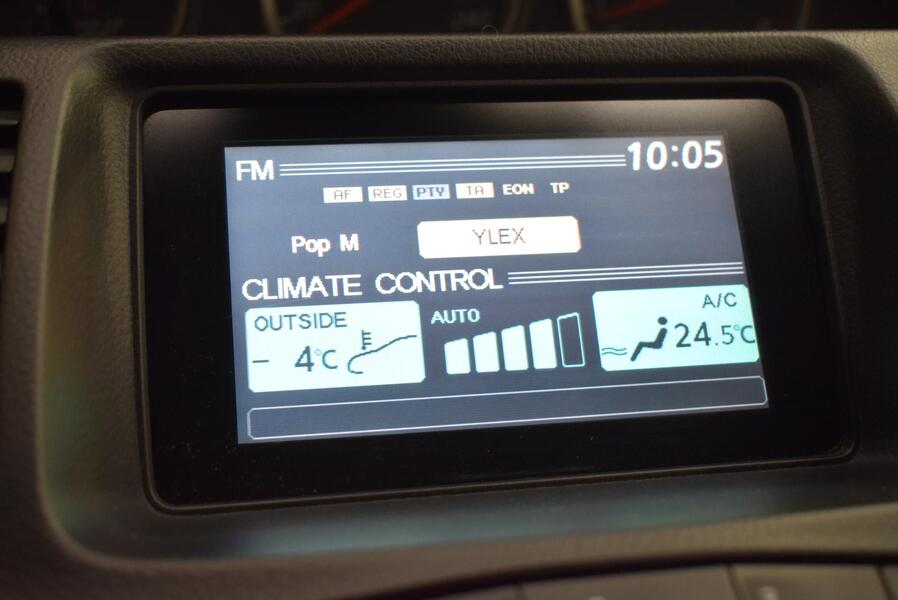 FM 10:05
AF REG PTY TA EON TP
Pop M YLEX
CLIMATE CONTROL
OUTSIDE AUTO A/C
- 4°C 24.5°C